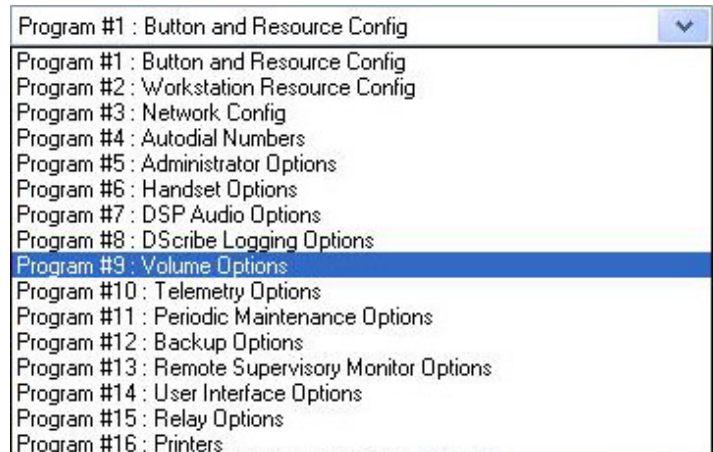 Program #1 : Button and Resource Config
Program #1 : Button and Resource Config
Program #2 : Workstation Resource Config
Program #3 : Network Config
Program #4 : Autodial Numbers
Program #5 : Administrator Options
Program #6 : Handset Options
Program #7 : DSP Audio Options
Program #8 : DScribe Logging Options
Program #9 : Volume Options
Program #10 : Telemetry Options
Program #11 : Periodic Maintenance Options
Program #12 : Backup Options
Program #13 : Remote Supervisory Monitor Options
Program #14 : User Interface Options
Program #15 : Relay Options
Program #16 : Printers